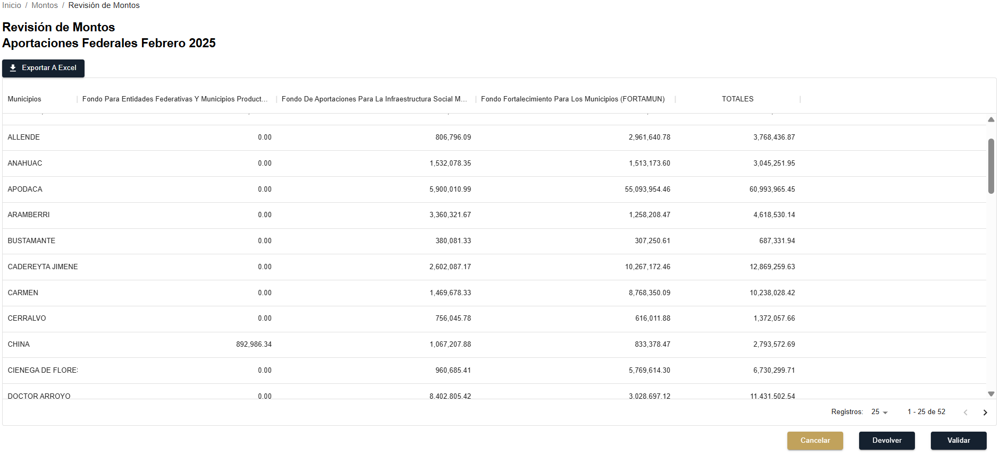 Inicio / Montos / Revisión de Montos
Revisión de Montos
Aportaciones Federales Febrero 2025
Exportar A Excel
Municipios Fondo Para Entidades Federativas Y Municipios Product... Fondo De Aportaciones Para La Infraestructura Social M... Fondo Fortalecimiento Para Los Municipios (FORTAMUN) TOTALES
ALLENDE 0.00 806,796.09 2,961,640.78 3,768,436.87
ANAHUAC 0.00 1,532,078.35 1,513,173.60 3,045,251.95
APODACA 0.00 5,900,010.99 55,093,954.46 60,993,965.45
ARAMBERRI 0.00 3,360,321.67 1,258,208.47 4,618,530.14
BUSTAMANTE 0.00 380,081.33 307,250.61 687,331.94
CADEREYTA JIMENE 0.00 2,602,087.17 10,267,172.46 12,869,259.63
CARMEN 0.00 1,469,678.33 8,768,350.09 10,238,028.42
CERRALVO 0.00 756,045.78 616,011.88 1,372,057.66
CHINA 892,986.34 1,067,207.88 833,378.47 2,793,572.69
CIENEGA DE FLORES 0.00 960,685.41 5,769,614.30 6,730,299.71
DOCTOR ARROYO 0.00 8,402,805.42 3,028,697.12 11,431,502.54
Registros: 25 1 - 25 de 52
Cancelar Devolver Validar